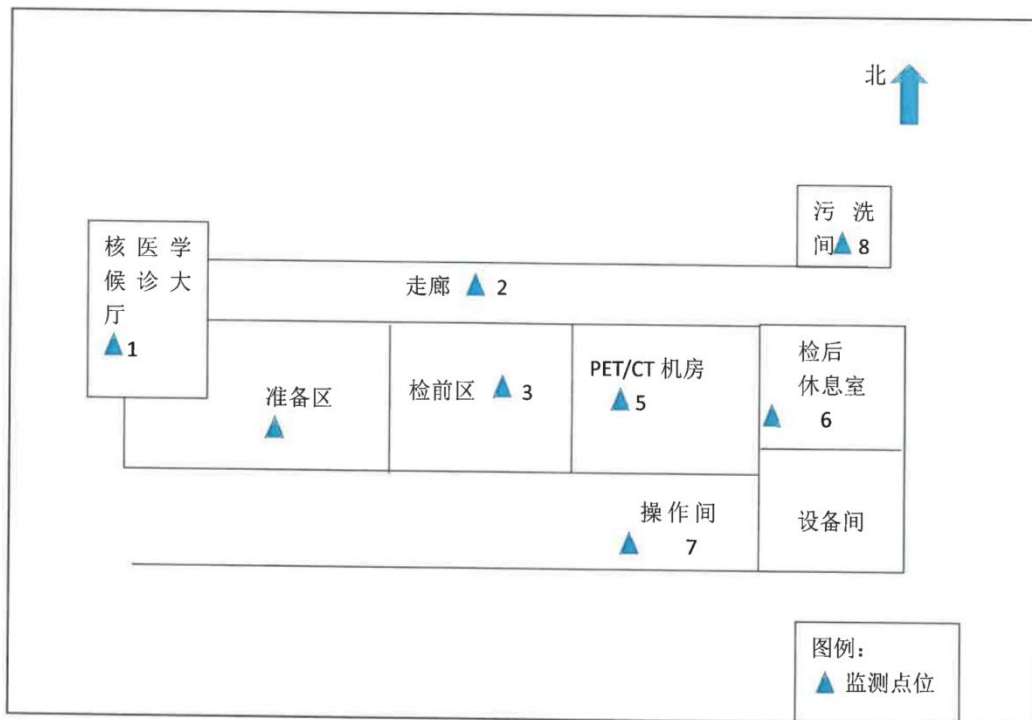 北
污 洗
间 8
核 医 学
候 诊 大
厅
1
走廊 2
准备区
检前区 3
PET/CT 机房
5
检后
休息室
6
操作间
7
设备间
图例：
监测点位